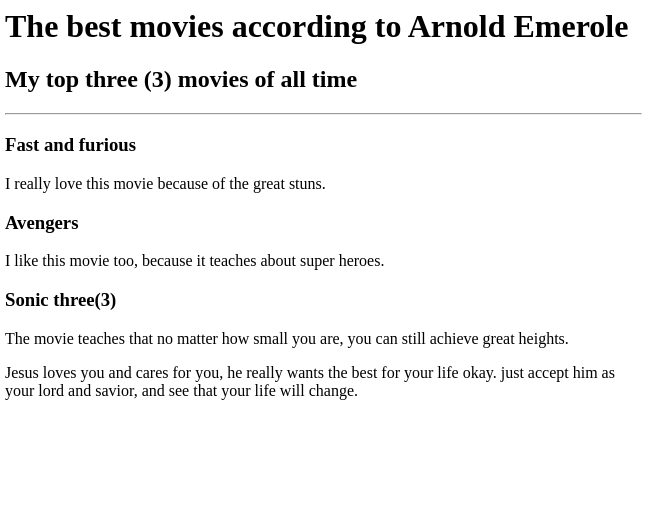 The best movies according to Arnold Emerole
My top three (3) movies of all time
Fast and furious
I really love this movie because of the great stuns.
Avengers
I like this movie too, because it teaches about super heroes.
Sonic three(3)
The movie teaches that no matter how small you are, you can still achieve great heights.
Jesus loves you and cares for you, he really wants the best for your life okay. just accept him as
your lord and savior, and see that your life will change.